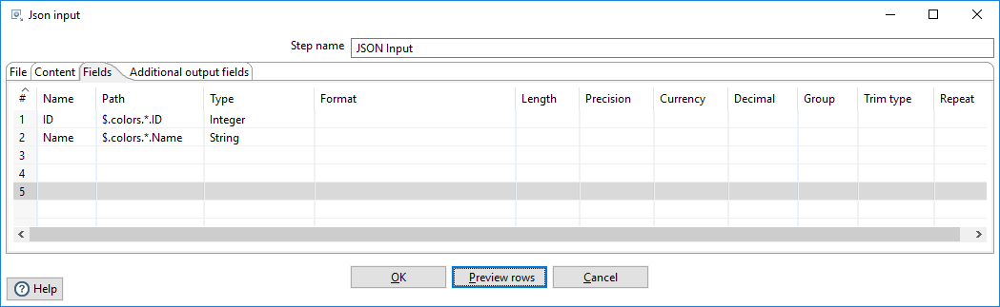 Json input
Step name JSON Input
File Content Fields Additional output fields
# Name Path Type Format Length Precision Currency Decimal Group Trim type Repeat
1 ID $.colors.*.ID Integer
2 Name $.colors.*.Name String
3
4
5
OK Preview rows Cancel
Help